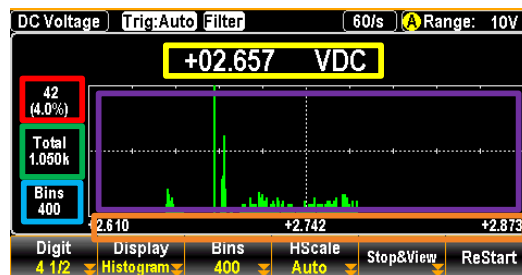 DC Voltage Trig:Auto Filter 60/s A Range: 10V
+02.657 VDC
42
(4.0%)
Total
1.050k
Bins
400
+2.610 +2.742 +2.873
Digit Display Bins HScale Stop&View ReStart
4 1/2 Histogram 400 Auto